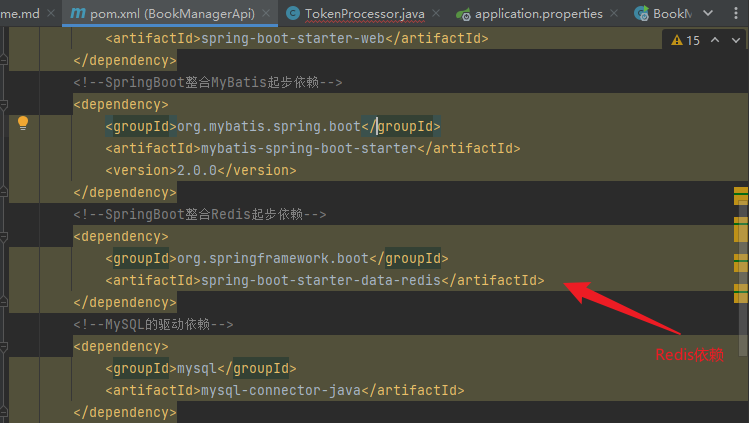 me.md × pom.xml (BookManagerApi) × TokenProcessor.java × application.properties × BookM
15
<artifactId>spring-boot-starter-web</artifactId>
</dependency>
<!--SpringBoot整合MyBatis起步依赖-->
<dependency>
<groupId>org.mybatis.spring.boot</groupId>
<artifactId>mybatis-spring-boot-starter</artifactId>
<version>2.0.0</version>
</dependency>
<!--SpringBoot整合Redis起步依赖-->
<dependency>
<groupId>org.springframework.boot</groupId>
<artifactId>spring-boot-starter-data-redis</artifactId>
</dependency>
<!--MySQL的驱动依赖-->
Redis依赖
<dependency>
<groupId>mysql</groupId>
<artifactId>mysql-connector-java</artifactId>
</dependency>